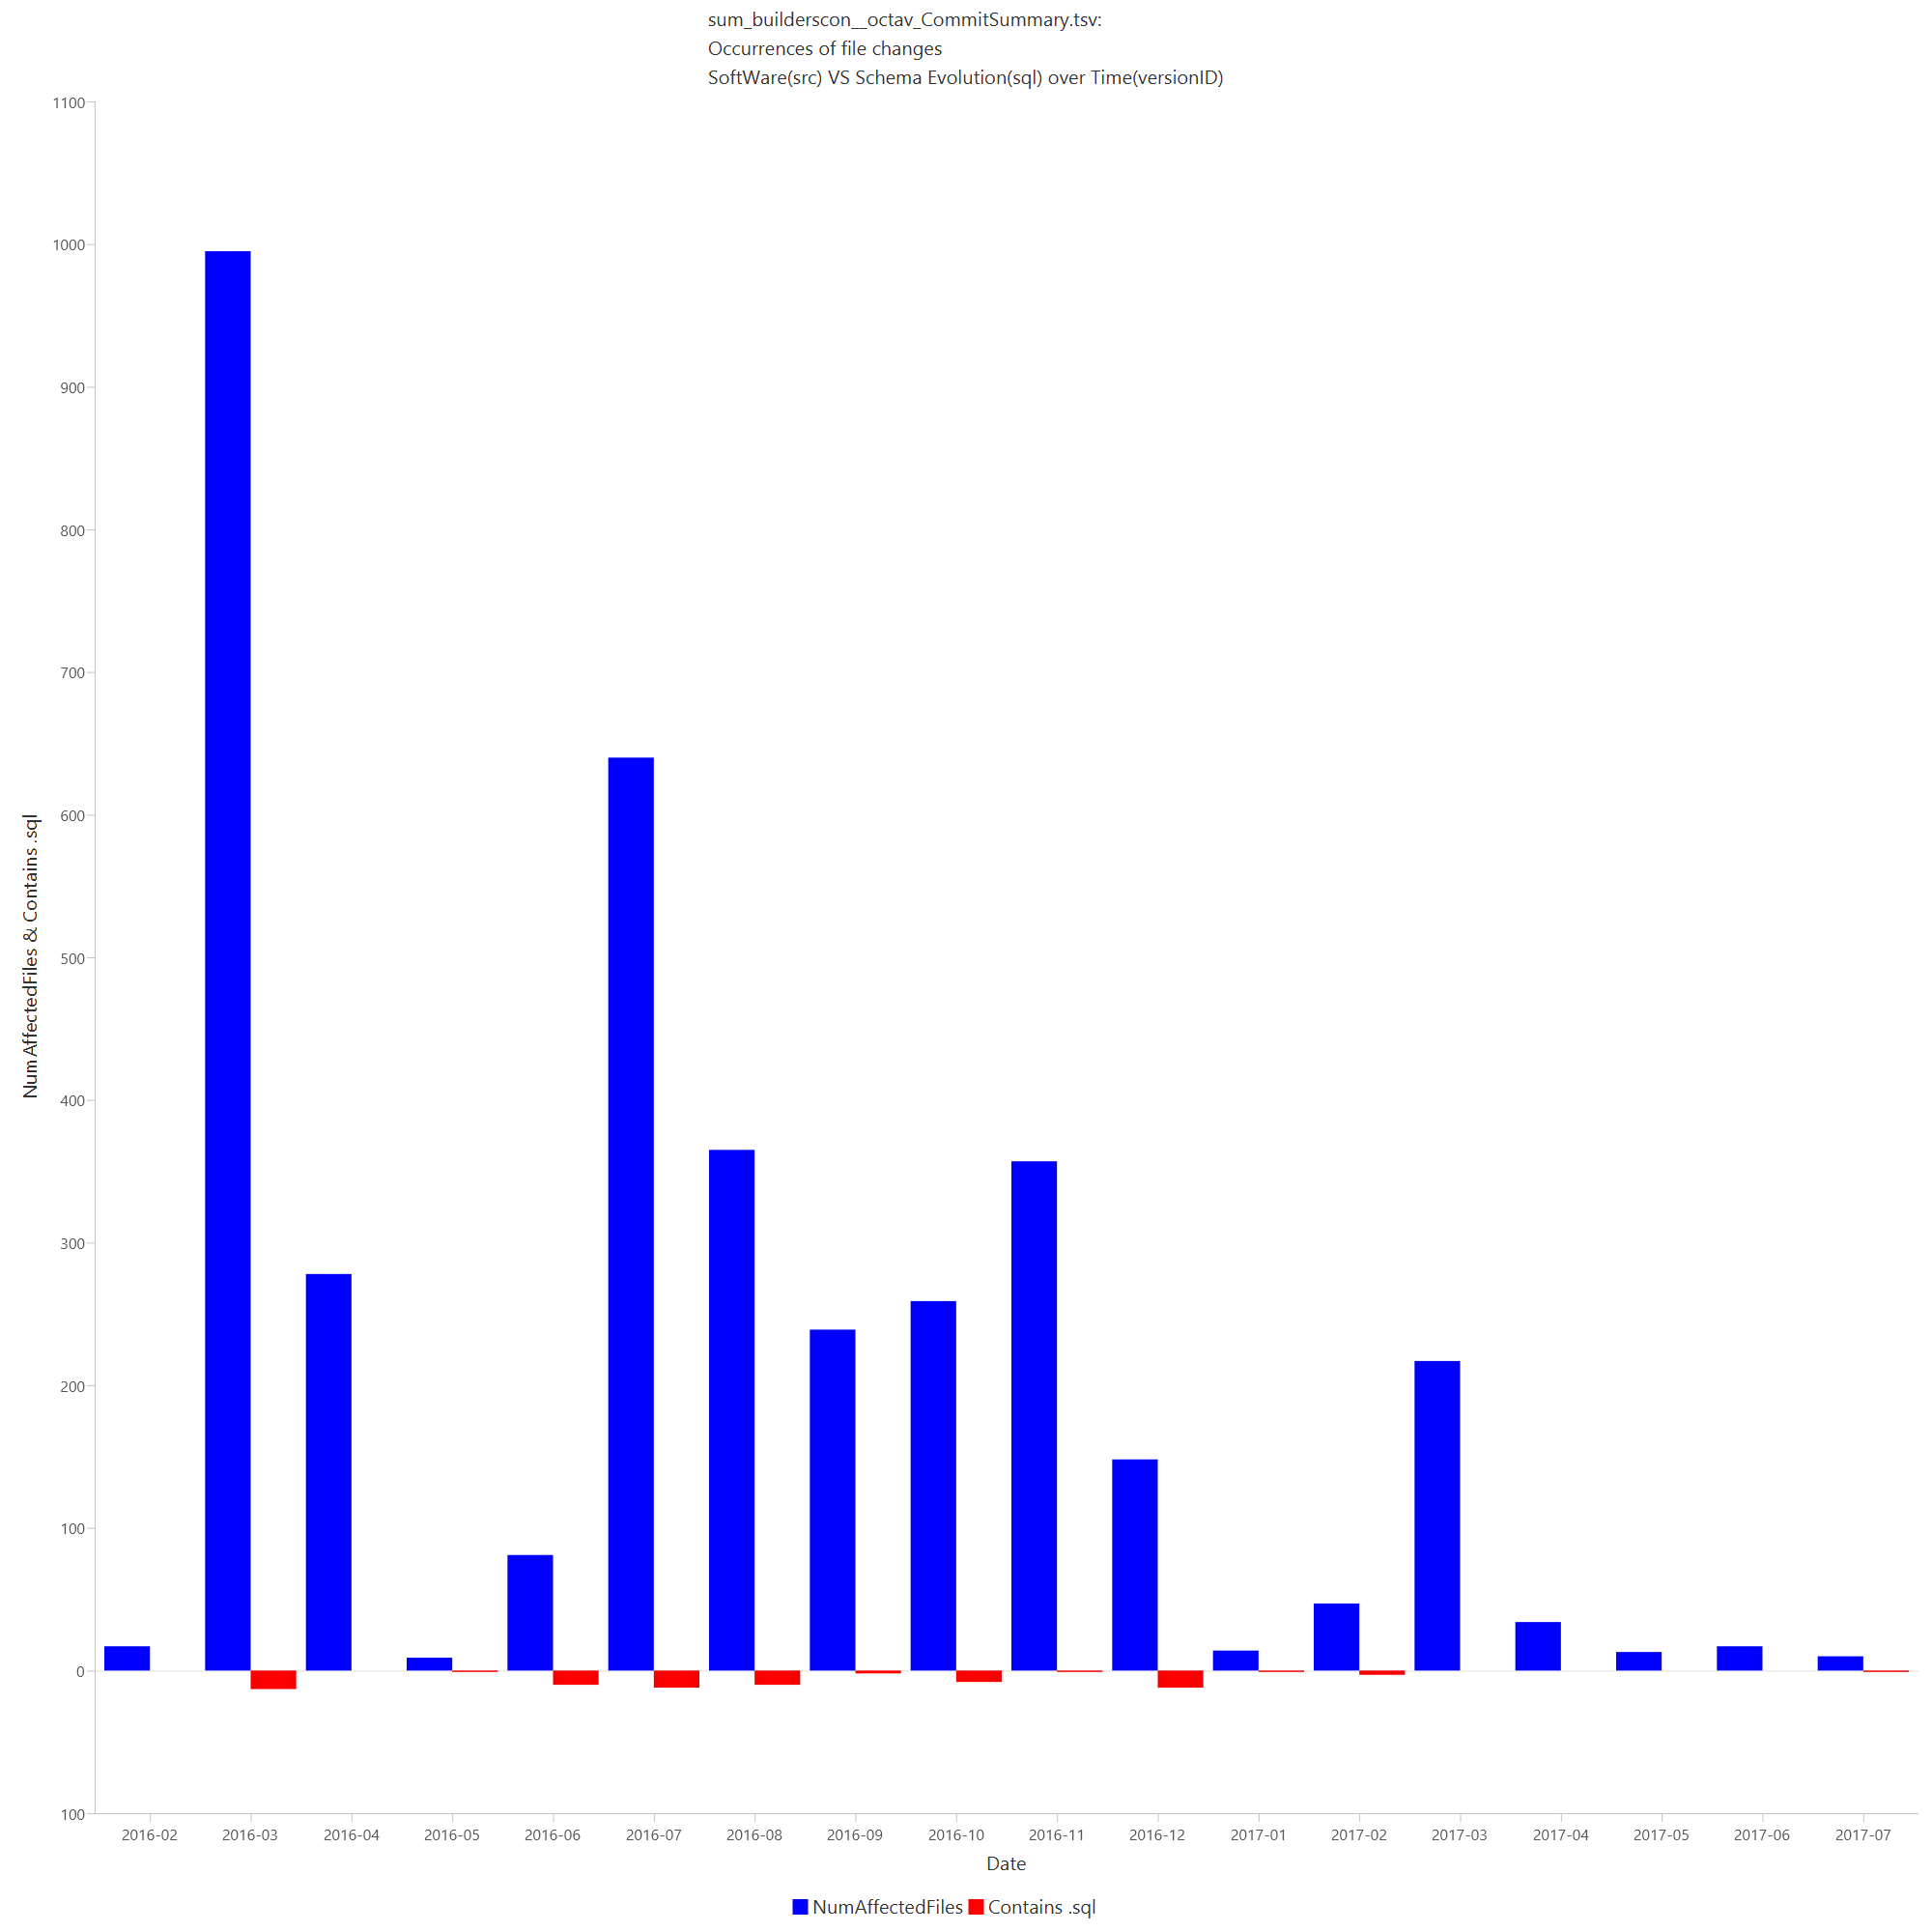 sum_builderscon__octav_CommitSummary.tsv:
Occurrences of file changes
SoftWare(src) VS Schema Evolution(sql) over Time(versionID)
1100
1000
900
800
700
600
500
400
300
200
100
0
100
NumAffectedFiles & Contains .sql
2016-02 2016-03 2016-04 2016-05 2016-06 2016-07 2016-08 2016-09 2016-10 2016-11 2016-12 2017-01 2017-02 2017-03 2017-04 2017-05 2017-06 2017-07
Date
NumAffectedFiles Contains .sql